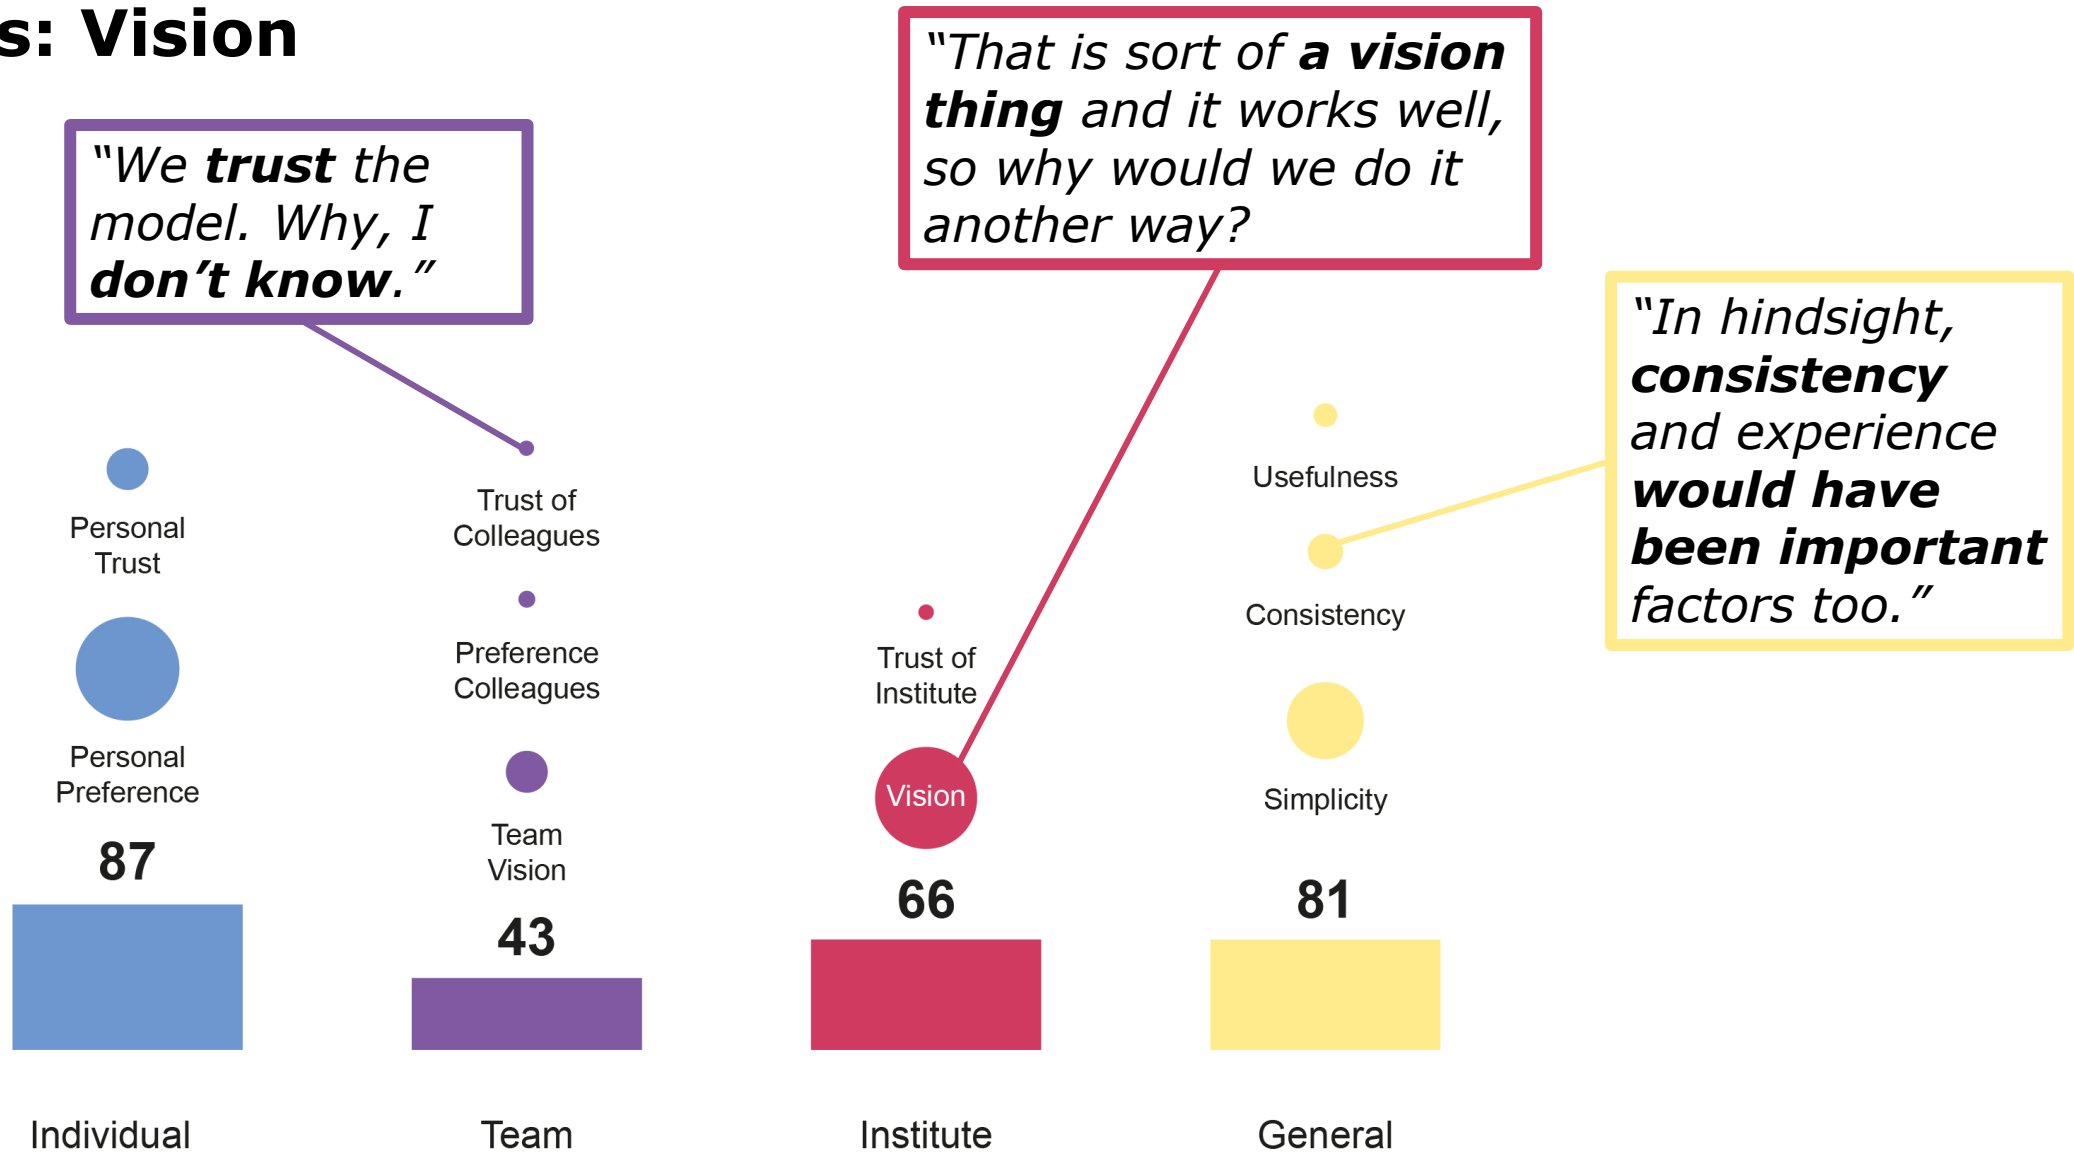 s: Vision
“We trust the
model. Why, I
don’t know.”
“That is sort of a vision
thing and it works well,
so why would we do it
another way?
“In hindsight,
consistency
and experience
would have
been important
factors too.”
Personal
Trust
Personal
Preference
87
Individual
Trust of
Colleagues
Preference
Colleagues
Team
Vision
43
Team
Trust of
Institute
Vision
66
Institute
Usefulness
Consistency
Simplicity
81
General